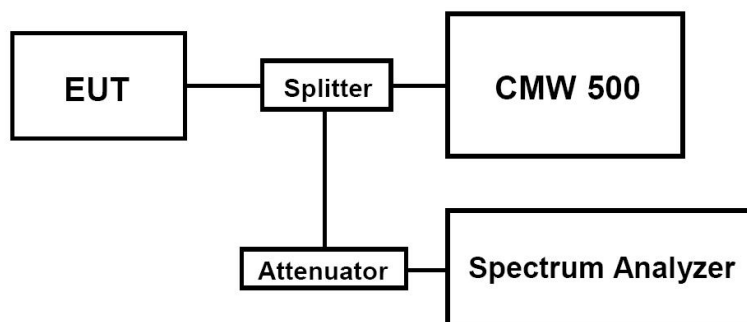 EUT
Splitter
CMW 500
Attenuator
Spectrum Analyzer